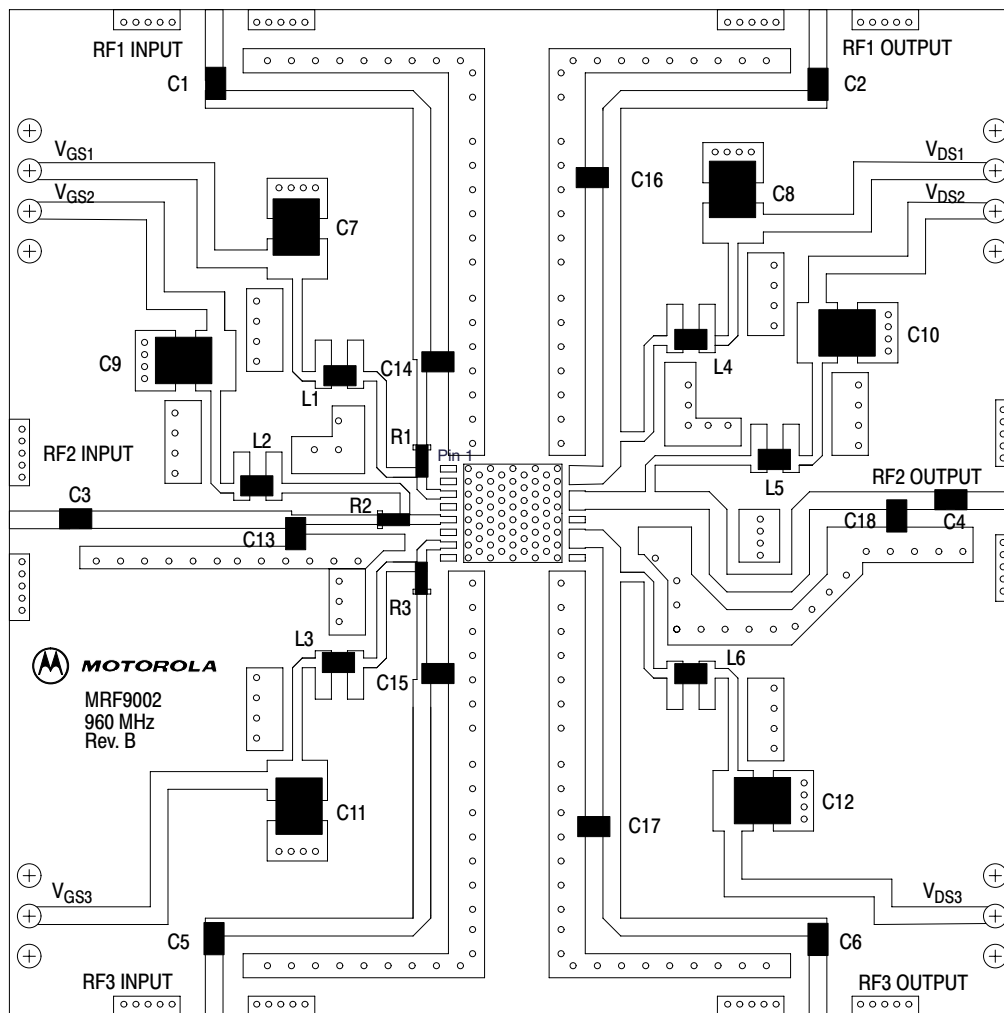 RF1 INPUT
RF1 OUTPUT
C1
C2
VGS1
VDS1
C16
C8
VGS2
VDS2
C7
C10
C9
L4
C14
L1
R1
Pin 1
RF2 INPUT
L2
L5
RF2 OUTPUT
C3
R2
C18
C4
C13
R3
L3
L6
MOTOROLA
C15
MRF9002
960 MHz
Rev. B
C11
C12
C17
VGS3
VDS3
C5
C6
RF3 INPUT
RF3 OUTPUT